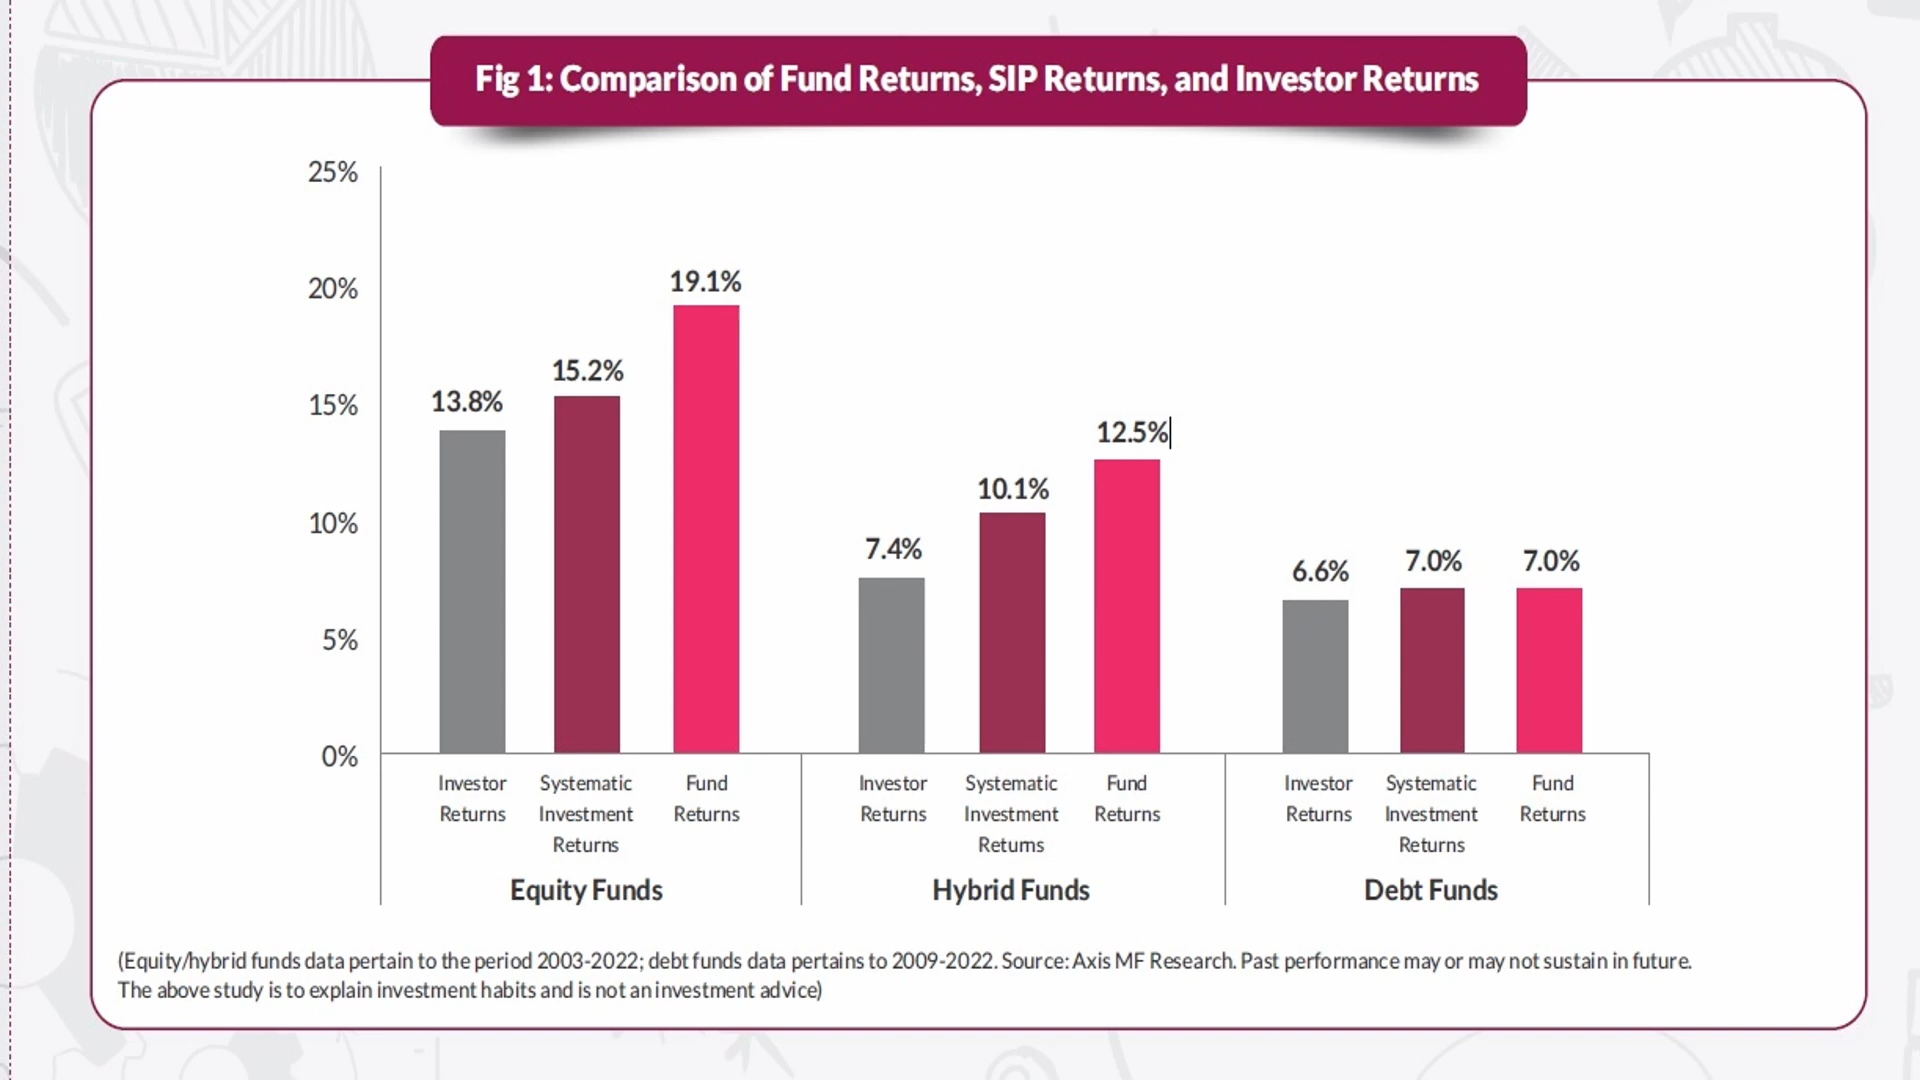 Fig 1: Comparison of Fund Returns, SIP Returns, and Investor Returns
25%
20%
15%
10%
5%
0%
13.8%
15.2%
19.1%
7.4%
10.1%
12.5%
6.6%
7.0%
7.0%
Investor
Returns
Systematic
Investment
Returns
Fund
Returns
Equity Funds
Investor
Returns
Systematic
Investment
Returns
Fund
Returns
Hybrid Funds
Investor
Returns
Systematic
Investment
Returns
Fund
Returns
Debt Funds
(Equity/hybrid funds data pertain to the period 2003-2022; debt funds data pertains to 2009-2022. Source: Axis MF Research. Past performance may or may not sustain in future.
The above study is to explain investment habits and is not an investment advice)